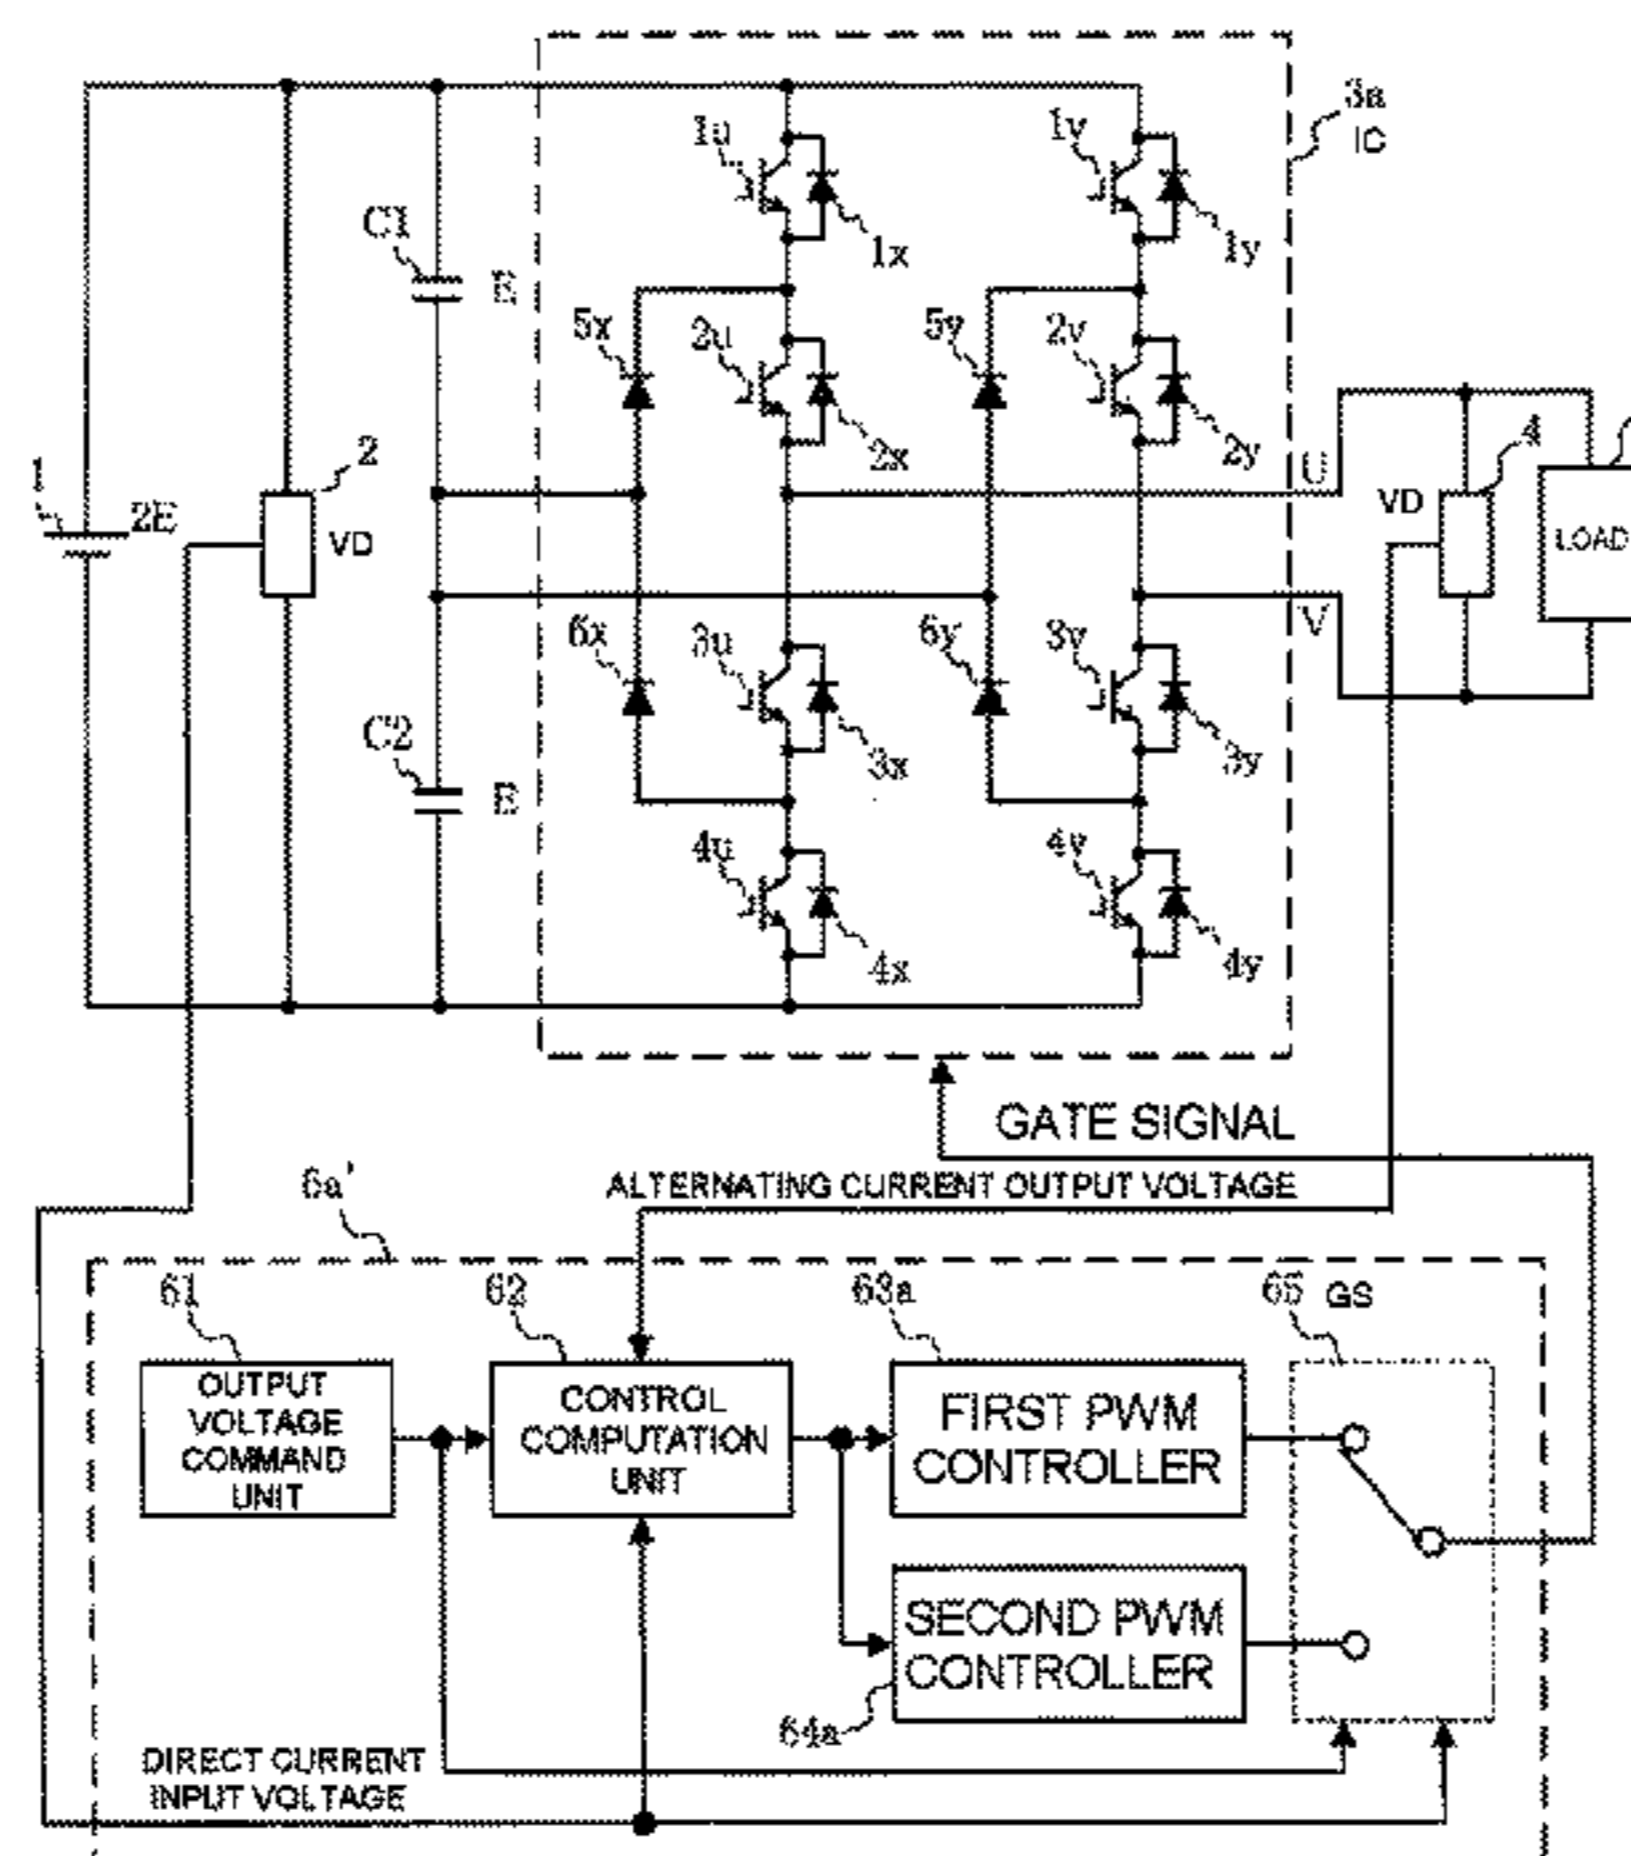 3a
IC
1u
1v
C1
1x
1y
E
5x
2u
5y
2v
2
2x
2y
U
4
1
2E
VD
VD
LOAD
V
6x
3u
6y
3v
C2
3x
3y
E
4u
4v
4x
4y
GATE SIGNAL
6a'
ALTERNATING CURRENT OUTPUT VOLTAGE
61
62
63a
65 GS
OUTPUT
VOLTAGE
COMMAND
UNIT
CONTROL
COMPUTATION
UNIT
FIRST PWM
CONTROLLER
SECOND PWM
CONTROLLER
64a
DIRECT CURRENT
INPUT VOLTAGE